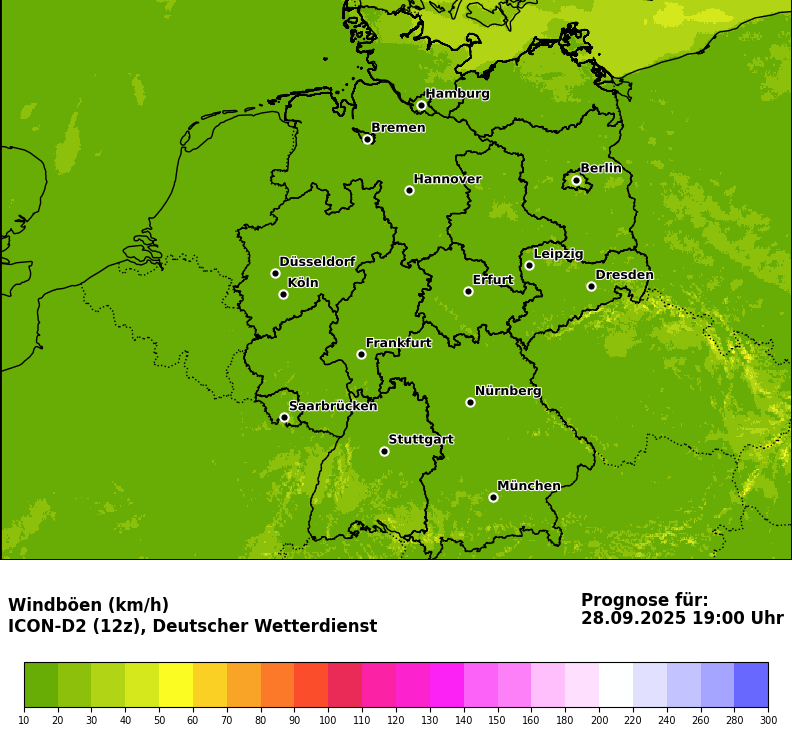 Hamburg
Bremen
Berlin
Hannover
Düsseldorf
Leipzig
Köln
Erfurt
Dresden
Frankfurt
Nürnberg
Saarbrücken
Stuttgart
München
Windböen (km/h)
ICON-D2 (12z), Deutscher Wetterdienst
Prognose für:
28.09.2025 19:00 Uhr
10 20 30 40 50 60 70 80 90 100 110 120 130 140 150 160 180 200 220 240 260 280 300